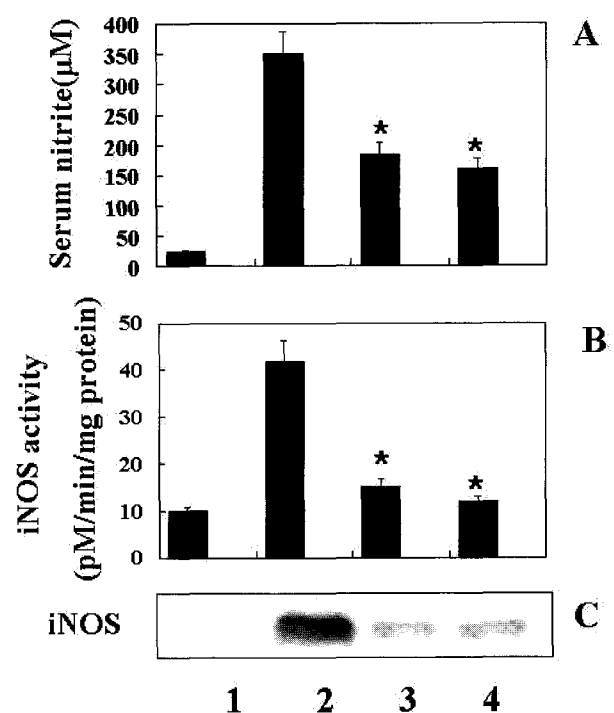 A
Serum nitrite(μM)
400
350
300
250
200
150
100
50
0
*
*
B
iNOS activity
(pM/min/mg protein)
50
40
30
20
10
0
*
*
iNOS
C
1 2 3 4